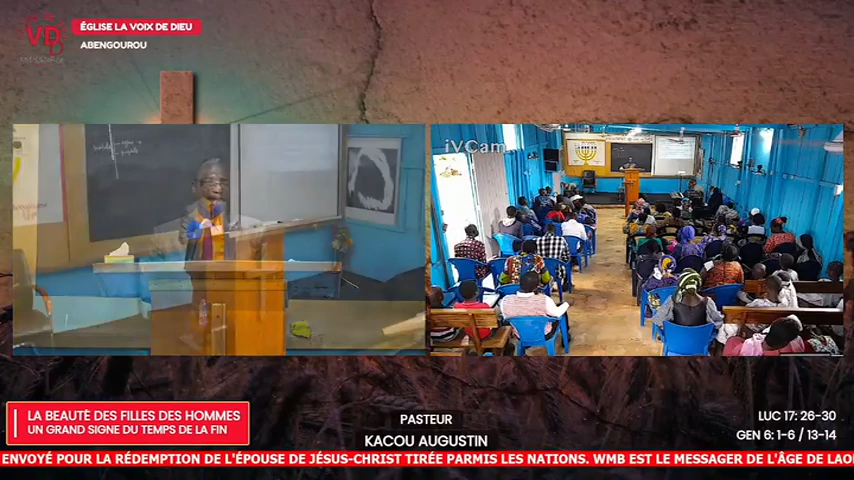 VDD
ÉGLISE LA VOIX DE DIEU
ABENGOUROU
iVCam
LA BEAUTÉ DES FILLES DES HOMMES
UN GRAND SIGNE DU TEMPS DE LA FIN
PASTEUR
KACOU AUGUSTIN
LUC 17: 26-30
GEN 6: 1-6 / 13-14
ENVOYÉ POUR LA RÉDEMPTION DE L'ÉPOUSE DE JÉSUS-CHRIST TIRÉE PARMIS LES NATIONS. WMB EST LE MESSAGER DE L'ÂGE DE LAO